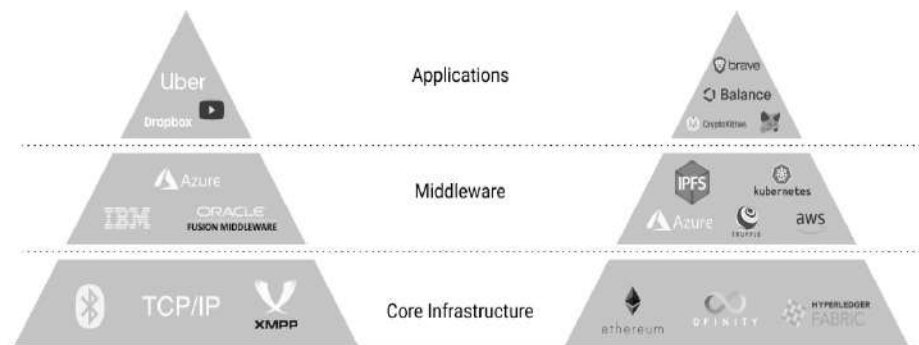 Uber
Dropbox
Applications
brave
Balance
CryptoKitties
Azure
IBM
ORACLE
FUSION MIDDLEWARE
Middleware
IPFS
kubernetes
Azure
TRUFFLE
aws
TCP/IP
XMPP
Core Infrastructure
ethereum
DFINITY
HYPERLEDGER
FABRIC